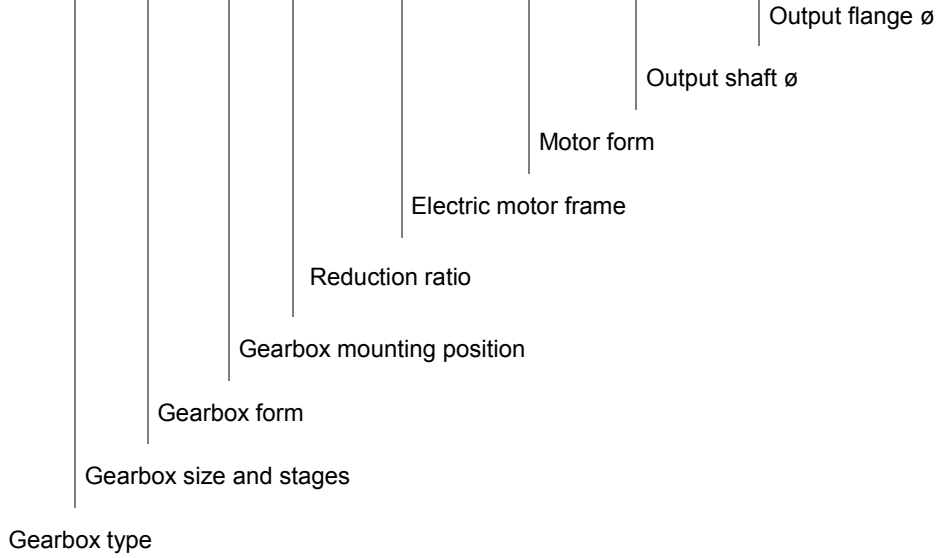 Output flange ø
Output shaft ø
Motor form
Electric motor frame
Reduction ratio
Gearbox mounting position
Gearbox form
Gearbox size and stages
Gearbox type